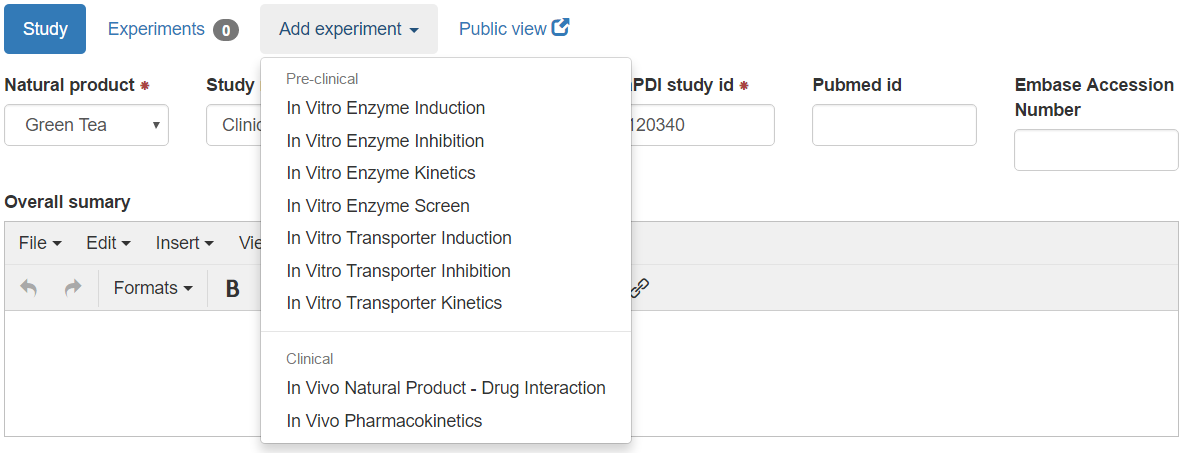 Study Experiments 0 Add experiment Public view
Natural product * Study PDI study id * Pubmed id Embase Accession
Number
Green Tea Clinic 120340
Pre-clinical
In Vitro Enzyme Induction
In Vitro Enzyme Inhibition
In Vitro Enzyme Kinetics
In Vitro Enzyme Screen
In Vitro Transporter Induction
In Vitro Transporter Inhibition
In Vitro Transporter Kinetics
Clinical
In Vivo Natural Product - Drug Interaction
In Vivo Pharmacokinetics
Overall sumary
File Edit Insert
Formats B